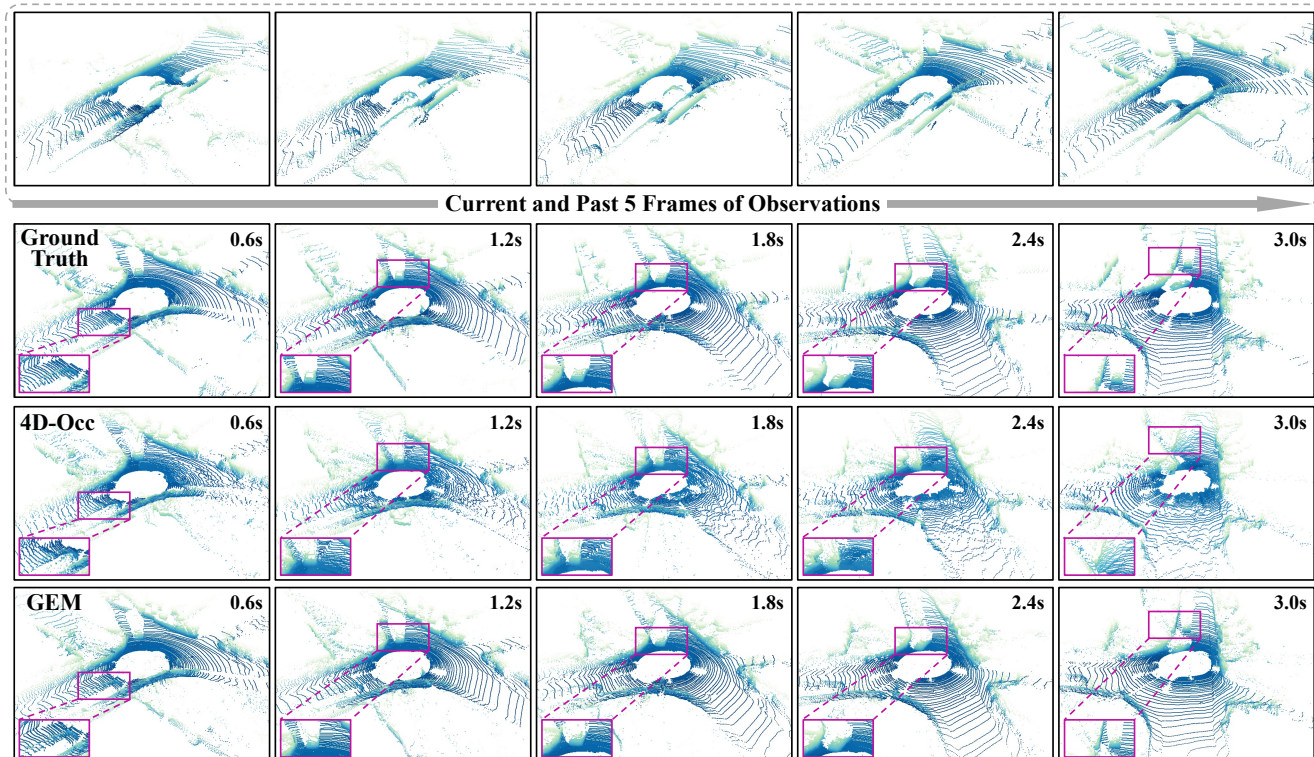 Current and Past 5 Frames of Observations
Ground Truth
0.6s
1.2s
1.8s
2.4s
3.0s
4D-Occ
0.6s
1.2s
1.8s
2.4s
3.0s
GEM
0.6s
1.2s
1.8s
2.4s
3.0s